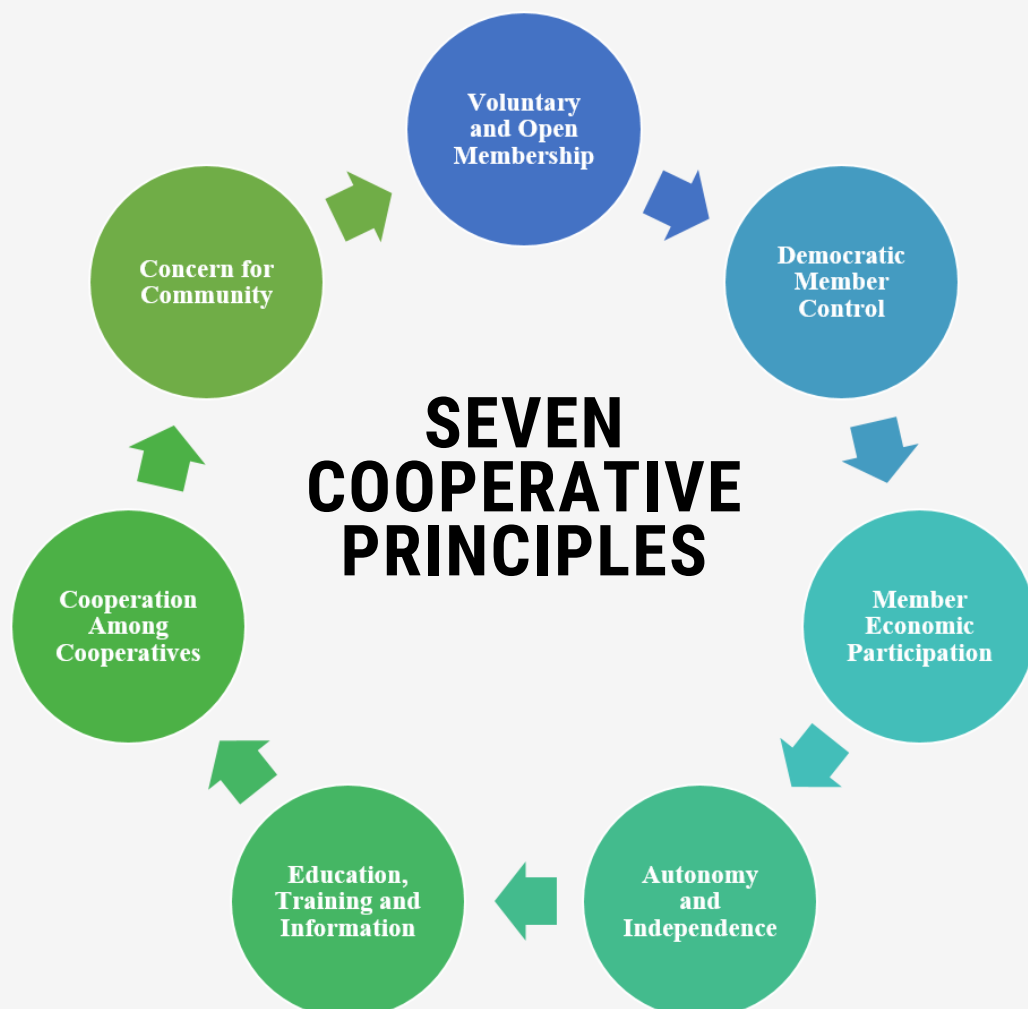 Voluntary
and Open
Membership
Democratic
Member
Control
Member
Economic
Participation
Autonomy
and
Independence
Education,
Training and
Information
Cooperation
Among
Cooperatives
Concern for
Community
SEVEN
COOPERATIVE
PRINCIPLES